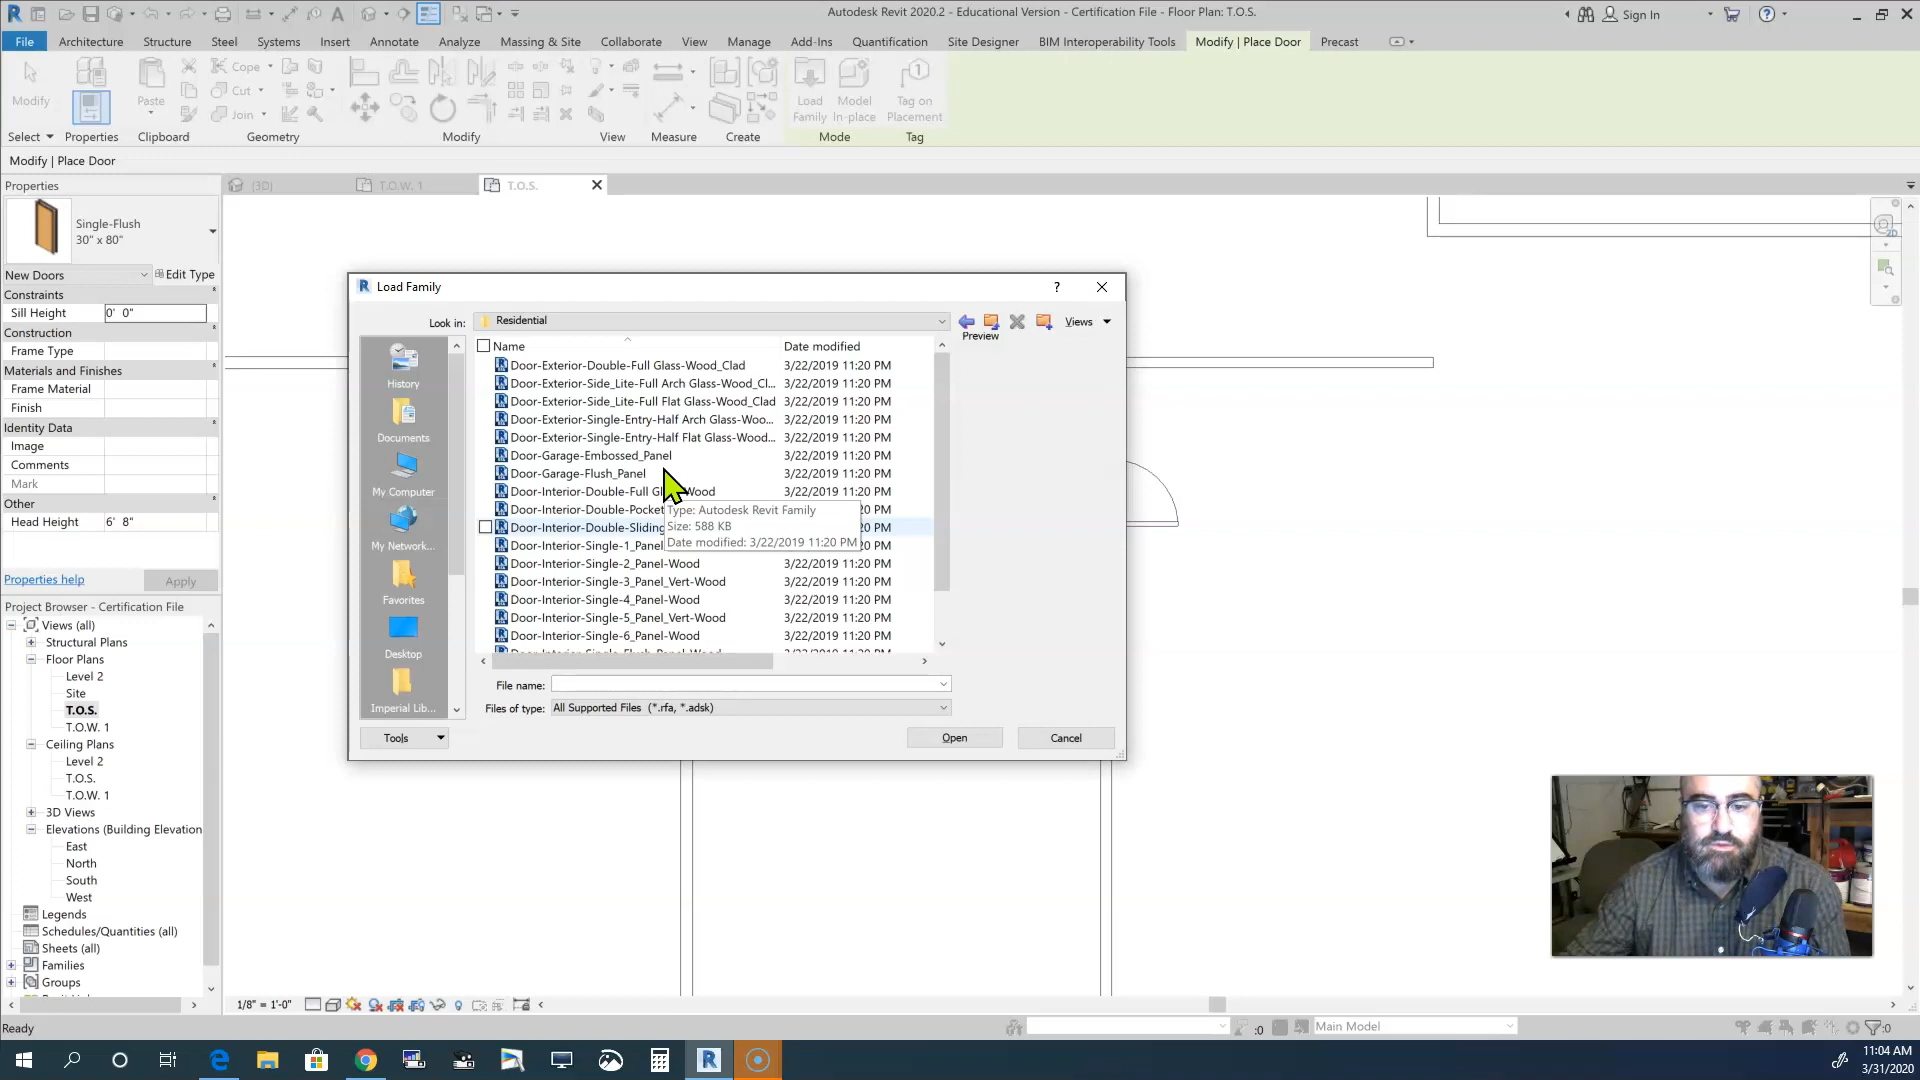 Autodesk Revit 2020.2 - Educational Version - Certification File - Floor Plan: T.O.S.
Sign In
File
Architecture
Structure
Steel
Systems
Insert
Annotate
Analyze
Massing & Site
Collaborate
View
Manage
Add-Ins
Quantification
Site Designer
BIM Interoperability Tools
Modify | Place Door
Precast
Modify
Paste
Cope
Cut
Join
Load Family
Model In-place
Tag on Placement
Select
Properties
Clipboard
Geometry
Modify
View
Measure
Create
Mode
Tag
Modify | Place Door
Properties
(3D)
T.O.W. 1
T.O.S.
Single-Flush
30" x 80"
New Doors
Edit Type
Constraints
Sill Height
0' 0"
Construction
Frame Type
Materials and Finishes
Frame Material
Finish
Identity Data
Image
Comments
Mark
Other
Head Height
6' 8"
Properties help
Apply
Project Browser - Certification File
Views (all)
Structural Plans
Floor Plans
Level 2
Site
T.O.S.
T.O.W. 1
Ceiling Plans
Level 2
T.O.S.
T.O.W. 1
3D Views
Elevations (Building Elevation
East
North
South
West
Legends
Schedules/Quantities (all)
Sheets (all)
Families
Groups
Load Family
?
Look in:
Residential
Views
Preview
History
Documents
My Computer
My Network...
Favorites
Desktop
Imperial Lib...
Name
Date modified
Door-Exterior-Double-Full Glass-Wood_Clad 3/22/2019 11:20 PM
Door-Exterior-Side_Lite-Full Arch Glass-Wood_Cl... 3/22/2019 11:20 PM
Door-Exterior-Side_Lite-Full Flat Glass-Wood_Clad 3/22/2019 11:20 PM
Door-Exterior-Single-Entry-Half Arch Glass-Woo... 3/22/2019 11:20 PM
Door-Exterior-Single-Entry-Half Flat Glass-Wood... 3/22/2019 11:20 PM
Door-Garage-Embossed_Panel 3/22/2019 11:20 PM
Door-Garage-Flush_Panel 3/22/2019 11:20 PM
Door-Interior-Double-Full Gl Wood 3/22/2019 11:20 PM
Door-Interior-Double-Pocket 20 PM
Door-Interior-Double-Sliding 20 PM
Door-Interior-Single-1_Panel 3/22/2019 11:20 PM
Door-Interior-Single-2_Panel-Wood 3/22/2019 11:20 PM
Door-Interior-Single-3_Panel_Vert-Wood 3/22/2019 11:20 PM
Door-Interior-Single-4_Panel-Wood 3/22/2019 11:20 PM
Door-Interior-Single-5_Panel_Vert-Wood 3/22/2019 11:20 PM
Door-Interior-Single-6_Panel-Wood 3/22/2019 11:20 PM
Type: Autodesk Revit Family
Size: 588 KB
Date modified: 3/22/2019 11:20 PM
File name:
Files of type:
All Supported Files (*.rfa, *.adsk)
Tools
Open
Cancel
1/8" = 1'-0"
Ready
:0
Main Model
:0
11:04 AM
3/31/2020